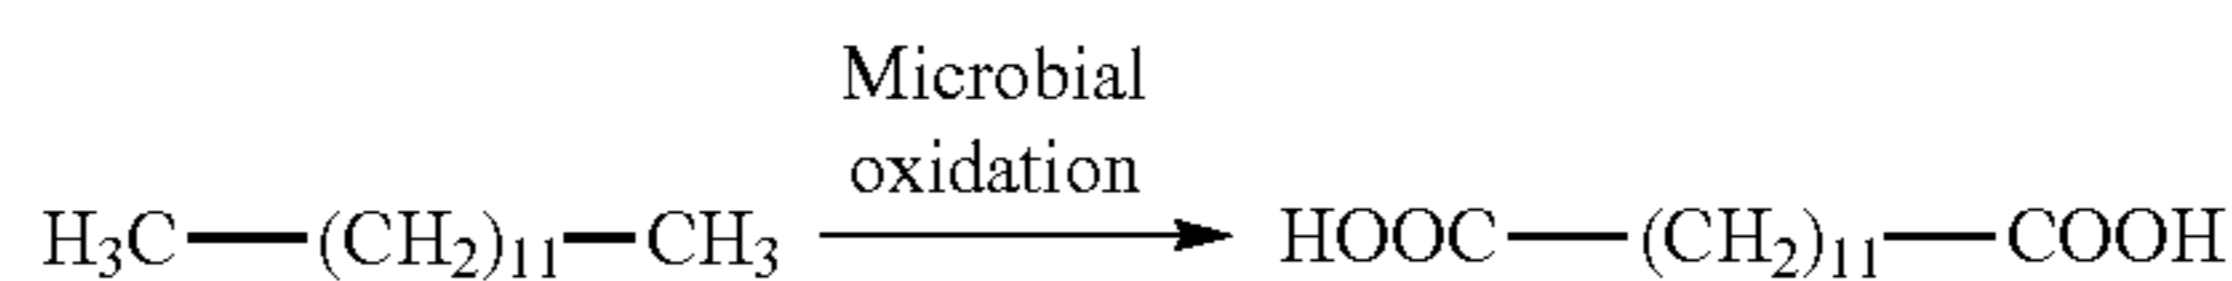 Microbial
oxidation
H₃C—(CH₂)₁₁—CH₃ → HOOC—(CH₂)₁₁—COOH